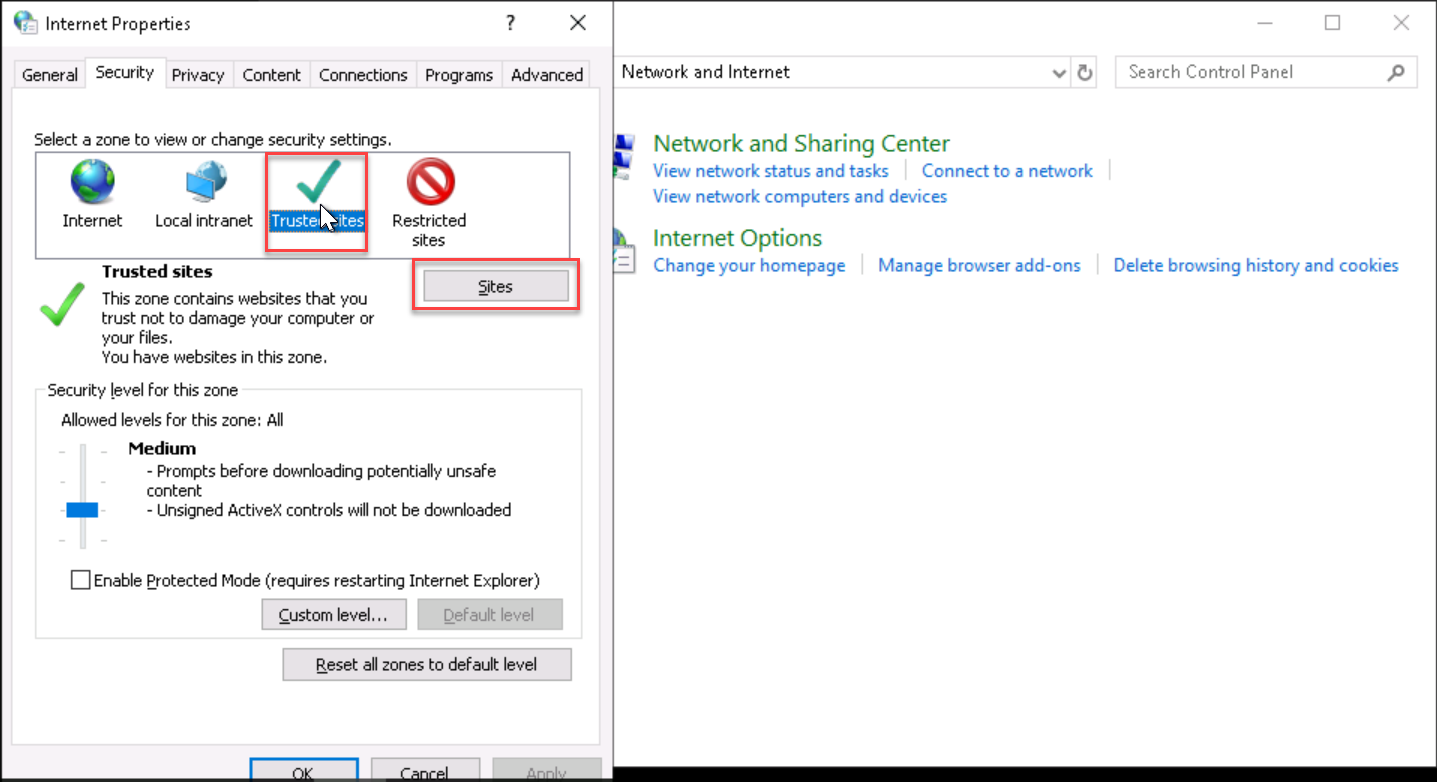 Internet Properties
?
General Security Privacy Content Connections Programs Advanced
Select a zone to view or change security settings.
Internet
Local intranet
Trusted sites
Restricted
sites
Trusted sites
This zone contains websites that you
trust not to damage your computer or
your files.
You have websites in this zone.
Sites
Security level for this zone
Allowed levels for this zone: All
Medium
- Prompts before downloading potentially unsafe
content
- Unsigned ActiveX controls will not be downloaded
Enable Protected Mode (requires restarting Internet Explorer)
Custom level...
Default level
Reset all zones to default level
OK
Cancel
Apply
Network and Internet
Search Control Panel
Network and Sharing Center
View network status and tasks
Connect to a network
View network computers and devices
Internet Options
Change your homepage
Manage browser add-ons
Delete browsing history and cookies